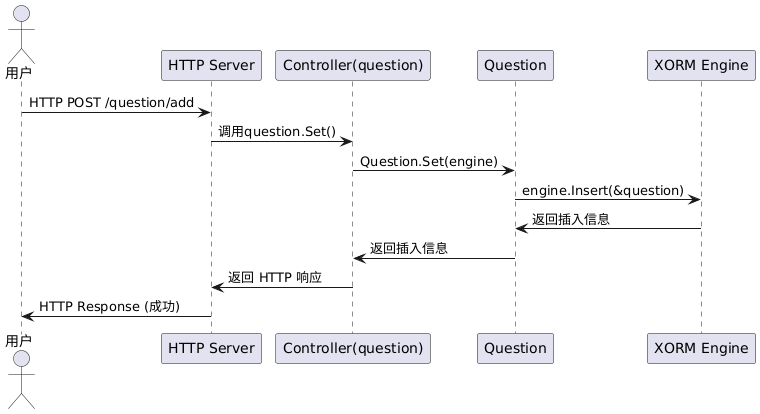 用户
HTTP Server
Controller(question)
Question
XORM Engine
HTTP POST /question/add
调用question.Set()
Question.Set(engine)
engine.Insert(&question)
返回插入信息
返回插入信息
返回 HTTP 响应
HTTP Response (成功)
用户
HTTP Server
Controller(question)
Question
XORM Engine